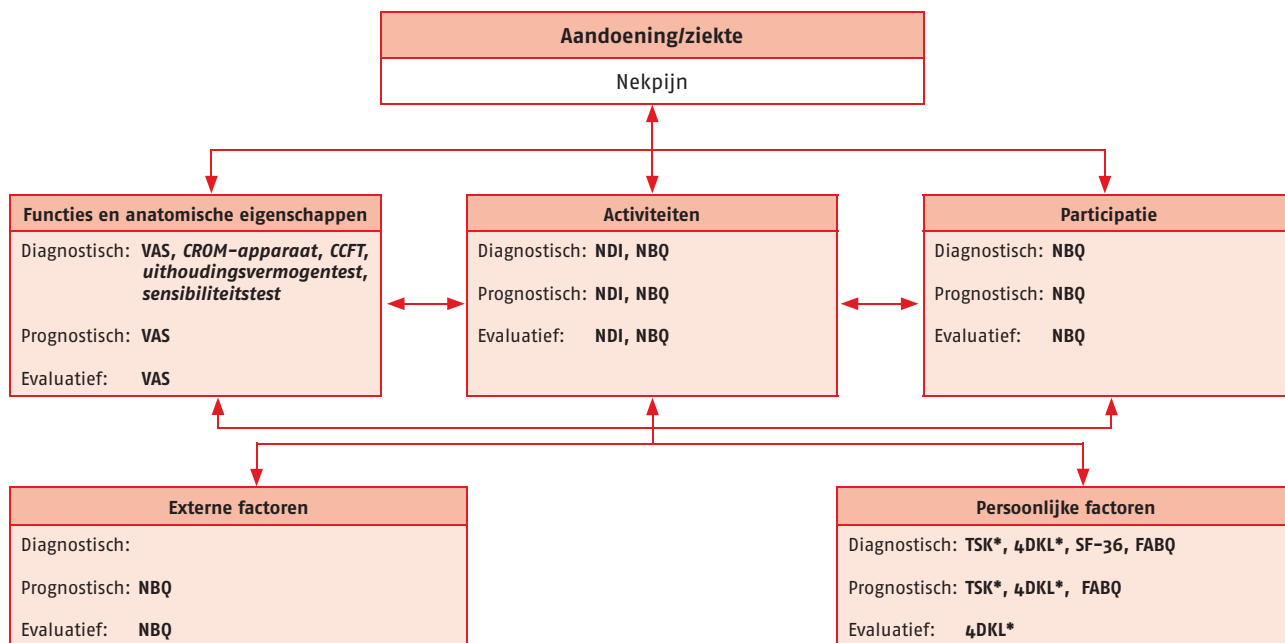 Aandoening/ziekte
Nekpijn
Functies en anatomische eigenschappen
Diagnostisch: VAS, CROM-apparaat, CCFT,
uithoudingsvermogentest,
sensibiliteitstest
Prognostisch: VAS
Evaluatief: VAS
Activiteiten
Diagnostisch: NDI, NBQ
Prognostisch: NDI, NBQ
Evaluatief: NDI, NBQ
Participatie
Diagnostisch: NBQ
Prognostisch: NBQ
Evaluatief: NBQ
Externe factoren
Diagnostisch:
Prognostisch: NBQ
Evaluatief: NBQ
Persoonlijke factoren
Diagnostisch: TSK*, 4DKL*, SF-36, FABQ
Prognostisch: TSK*, 4DKL*, FABQ
Evaluatief: 4DKL*